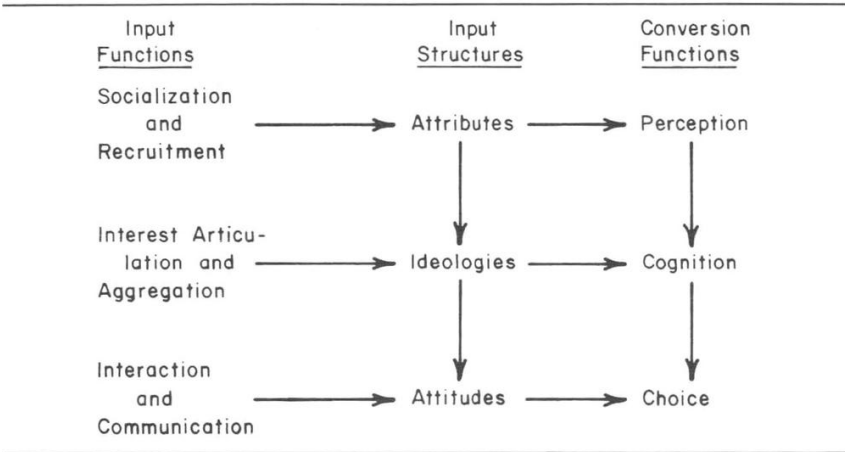 Input Functions
Input Structures
Conversion Functions
Socialization
and
Recruitment
Attributes
Perception
Interest Articu-
lation and
Aggregation
Ideologies
Cognition
Interaction
and
Communication
Attitudes
Choice